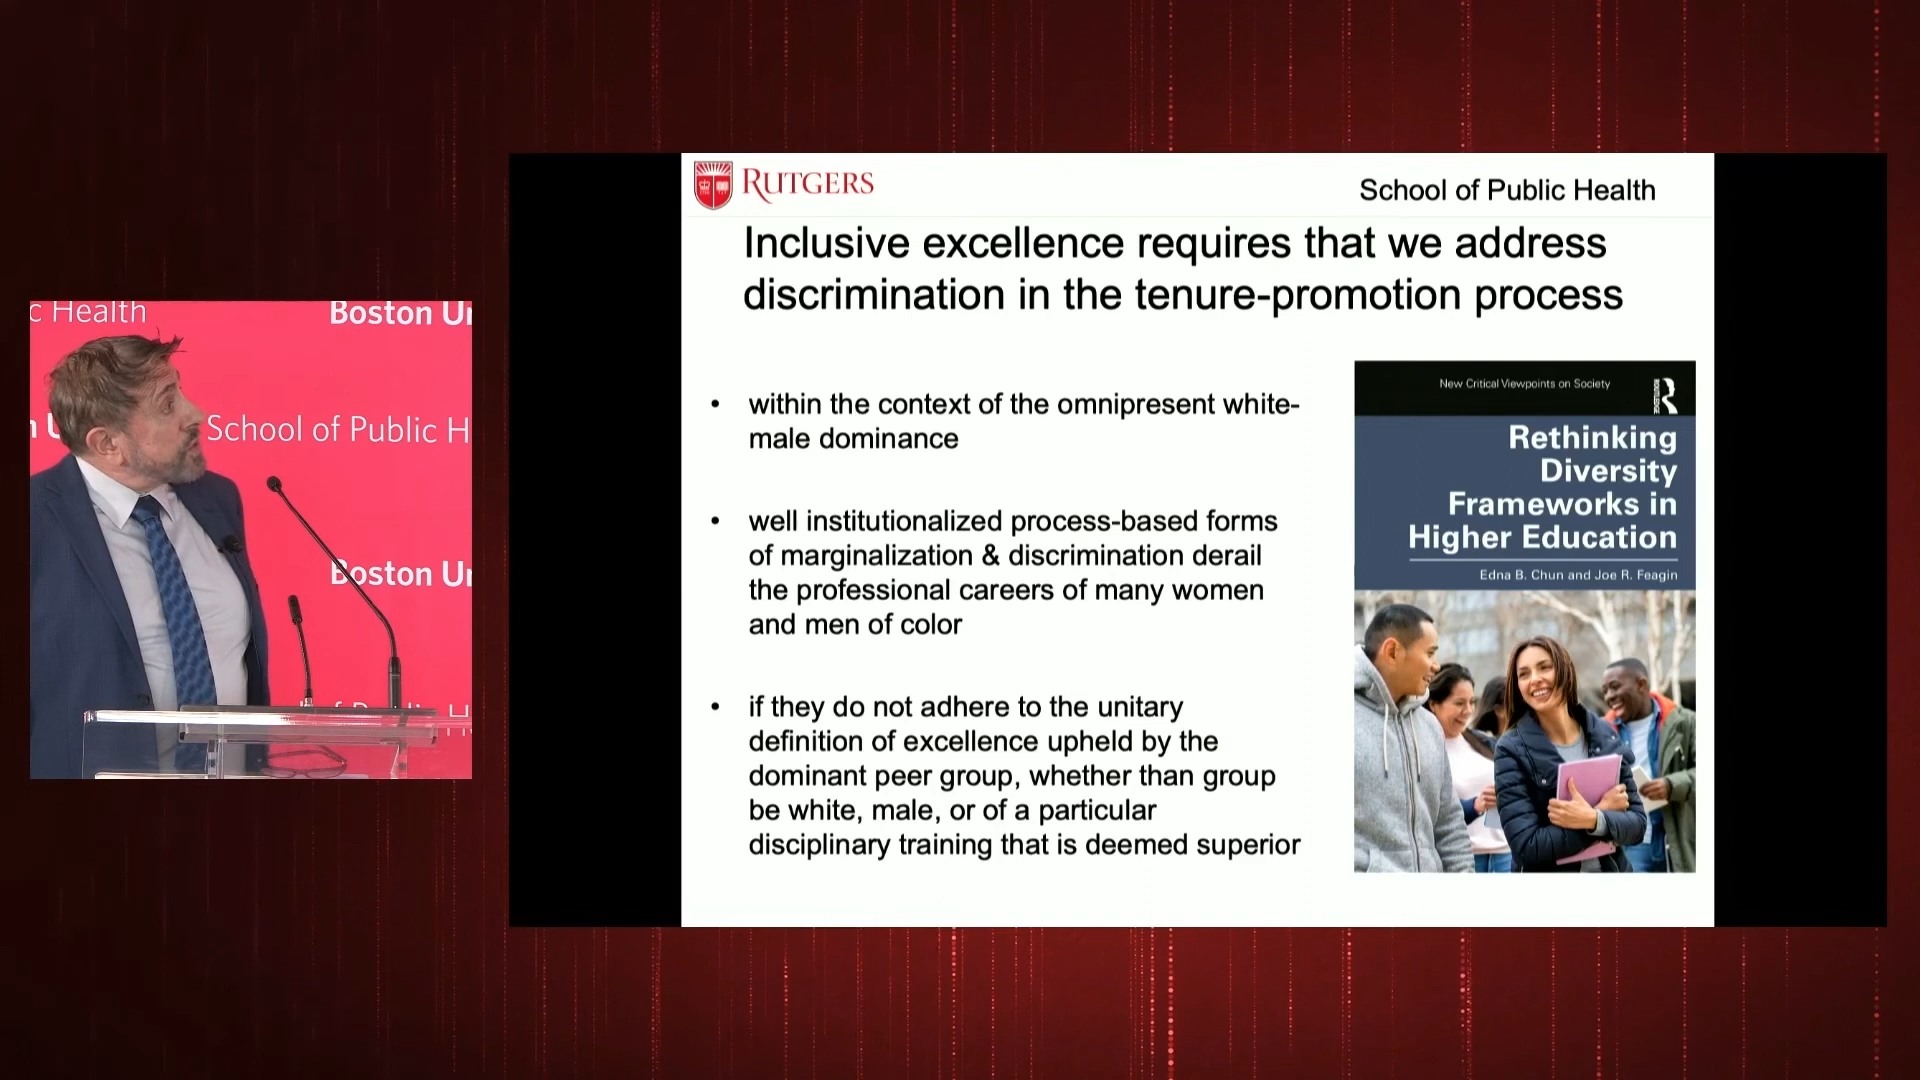 c Health
Boston Un
School of Public H
Boston Un
RUTGERS
School of Public Health
Inclusive excellence requires that we address
discrimination in the tenure-promotion process
• within the context of the omnipresent white-
male dominance
• well institutionalized process-based forms
of marginalization & discrimination derail
the professional careers of many women
and men of color
• if they do not adhere to the unitary
definition of excellence upheld by the
dominant peer group, whether than group
be white, male, or of a particular
disciplinary training that is deemed superior
New Critical Viewpoints on Society
ROUTLEDGE
Rethinking
Diversity
Frameworks in
Higher Education
Edna B. Chun and Joe R. Feagin